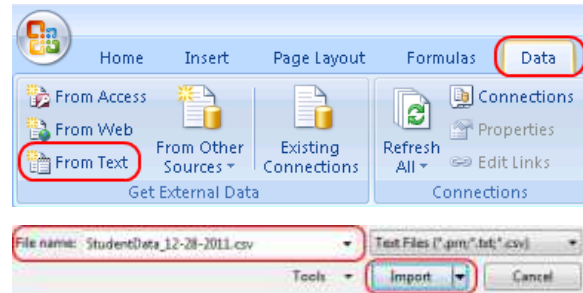 Home Insert Page Layout Formulas Data
From Access
From Web
From Text
From Other Sources
Existing Connections
Get External Data
Refresh All
Connections
Properties
Edit Links
Connections
File name: StudentData_12-28-2011.csv Text Files (*.prn;*.txt;*.csv)
Tools Import Cancel